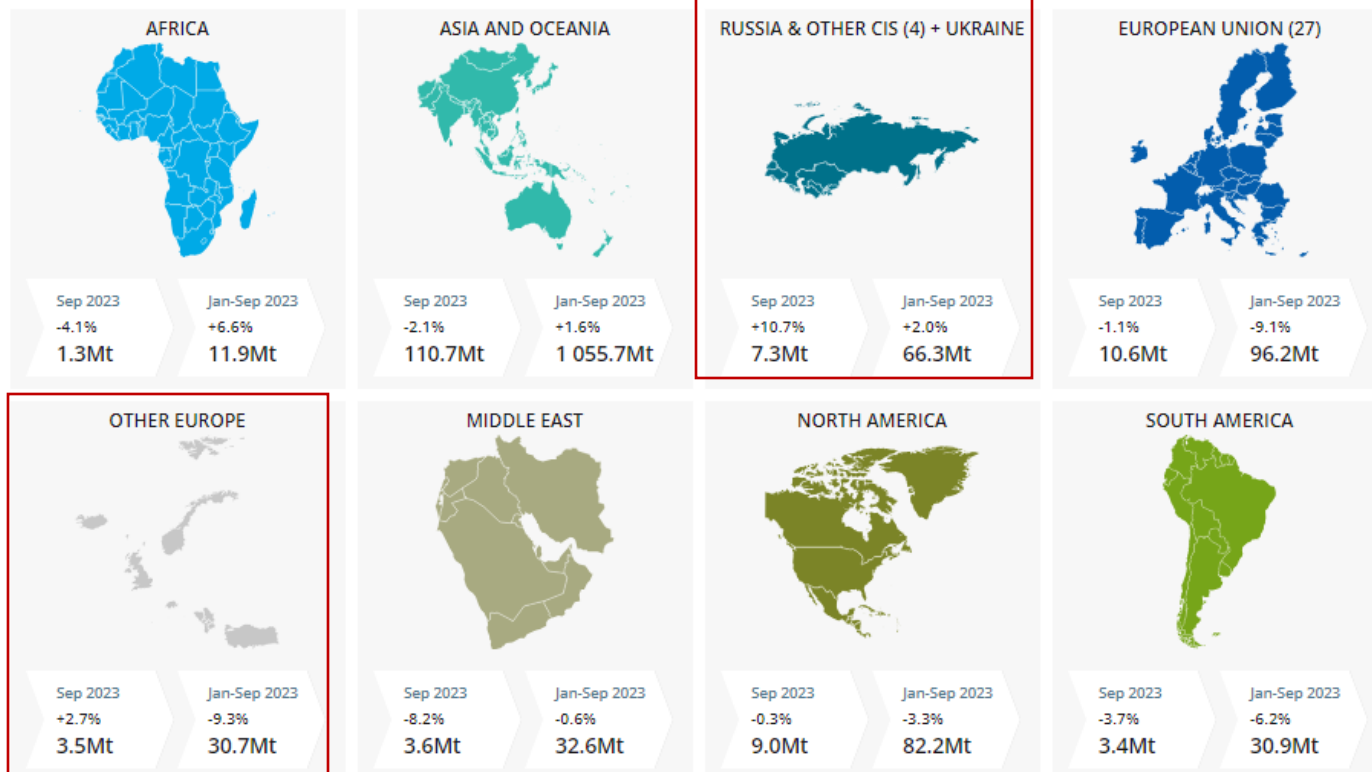 AFRICA
Sep 2023
-4.1%
1.3Mt
Jan-Sep 2023
+6.6%
11.9Mt
ASIA AND OCEANIA
Sep 2023
-2.1%
110.7Mt
Jan-Sep 2023
+1.6%
1 055.7Mt
RUSSIA & OTHER CIS (4) + UKRAINE
Sep 2023
+10.7%
7.3Mt
Jan-Sep 2023
+2.0%
66.3Mt
EUROPEAN UNION (27)
Sep 2023
-1.1%
10.6Mt
Jan-Sep 2023
-9.1%
96.2Mt
OTHER EUROPE
Sep 2023
+2.7%
3.5Mt
Jan-Sep 2023
-9.3%
30.7Mt
MIDDLE EAST
Sep 2023
-8.2%
3.6Mt
Jan-Sep 2023
-0.6%
32.6Mt
NORTH AMERICA
Sep 2023
-0.3%
9.0Mt
Jan-Sep 2023
-3.3%
82.2Mt
SOUTH AMERICA
Sep 2023
-3.7%
3.4Mt
Jan-Sep 2023
-6.2%
30.9Mt